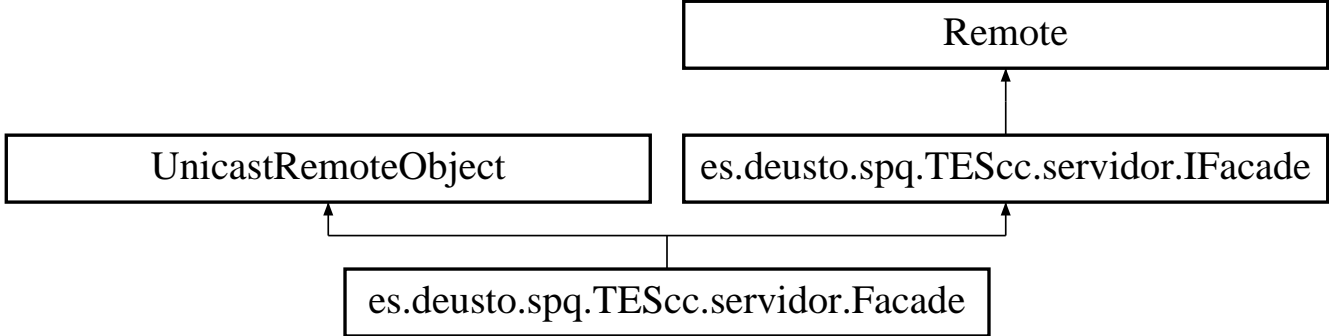 Remote
UnicastRemoteObject
es.deusto.spq.TEScc.servidor.IFacade
es.deusto.spq.TEScc.servidor.Facade